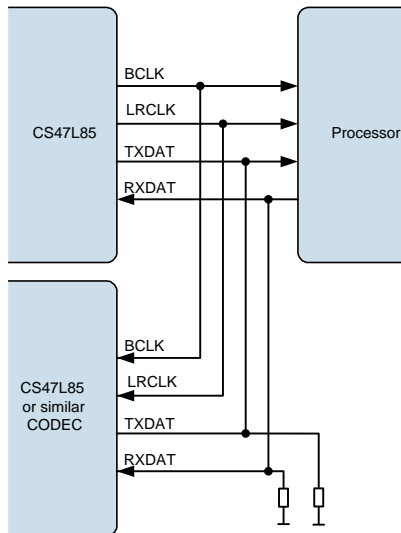 BCLK
LRCLK
CS47L85
Processor
TXDAT
RXDAT
BCLK
LRCLK
CS47L85
or similar
CODEC
TXDAT
RXDAT